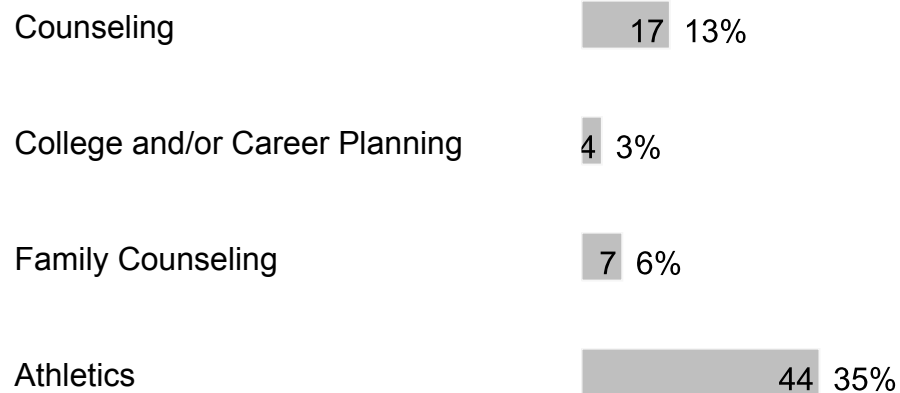 Counseling 17 13%
College and/or Career Planning 4 3%
Family Counseling 7 6%
Athletics 44 35%